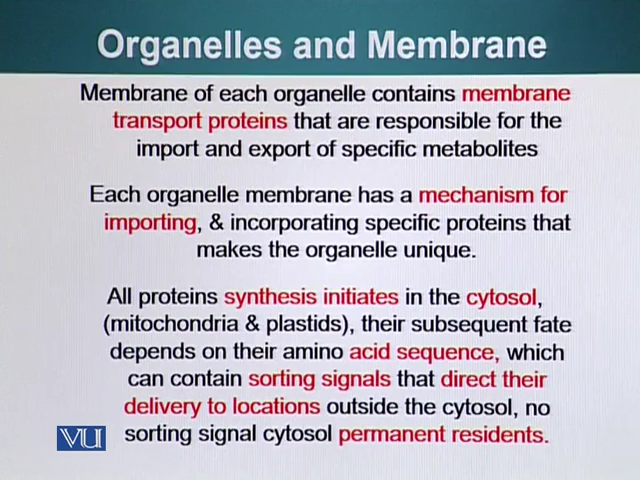 Organelles and Membrane
Membrane of each organelle contains membrane
transport proteins that are responsible for the
import and export of specific metabolites
Each organelle membrane has a mechanism for
importing, & incorporating specific proteins that
makes the organelle unique.
All proteins synthesis initiates in the cytosol,
(mitochondria & plastids), their subsequent fate
depends on their amino acid sequence, which
can contain sorting signals that direct their
delivery to locations outside the cytosol, no
sorting signal cytosol permanent residents.
VU